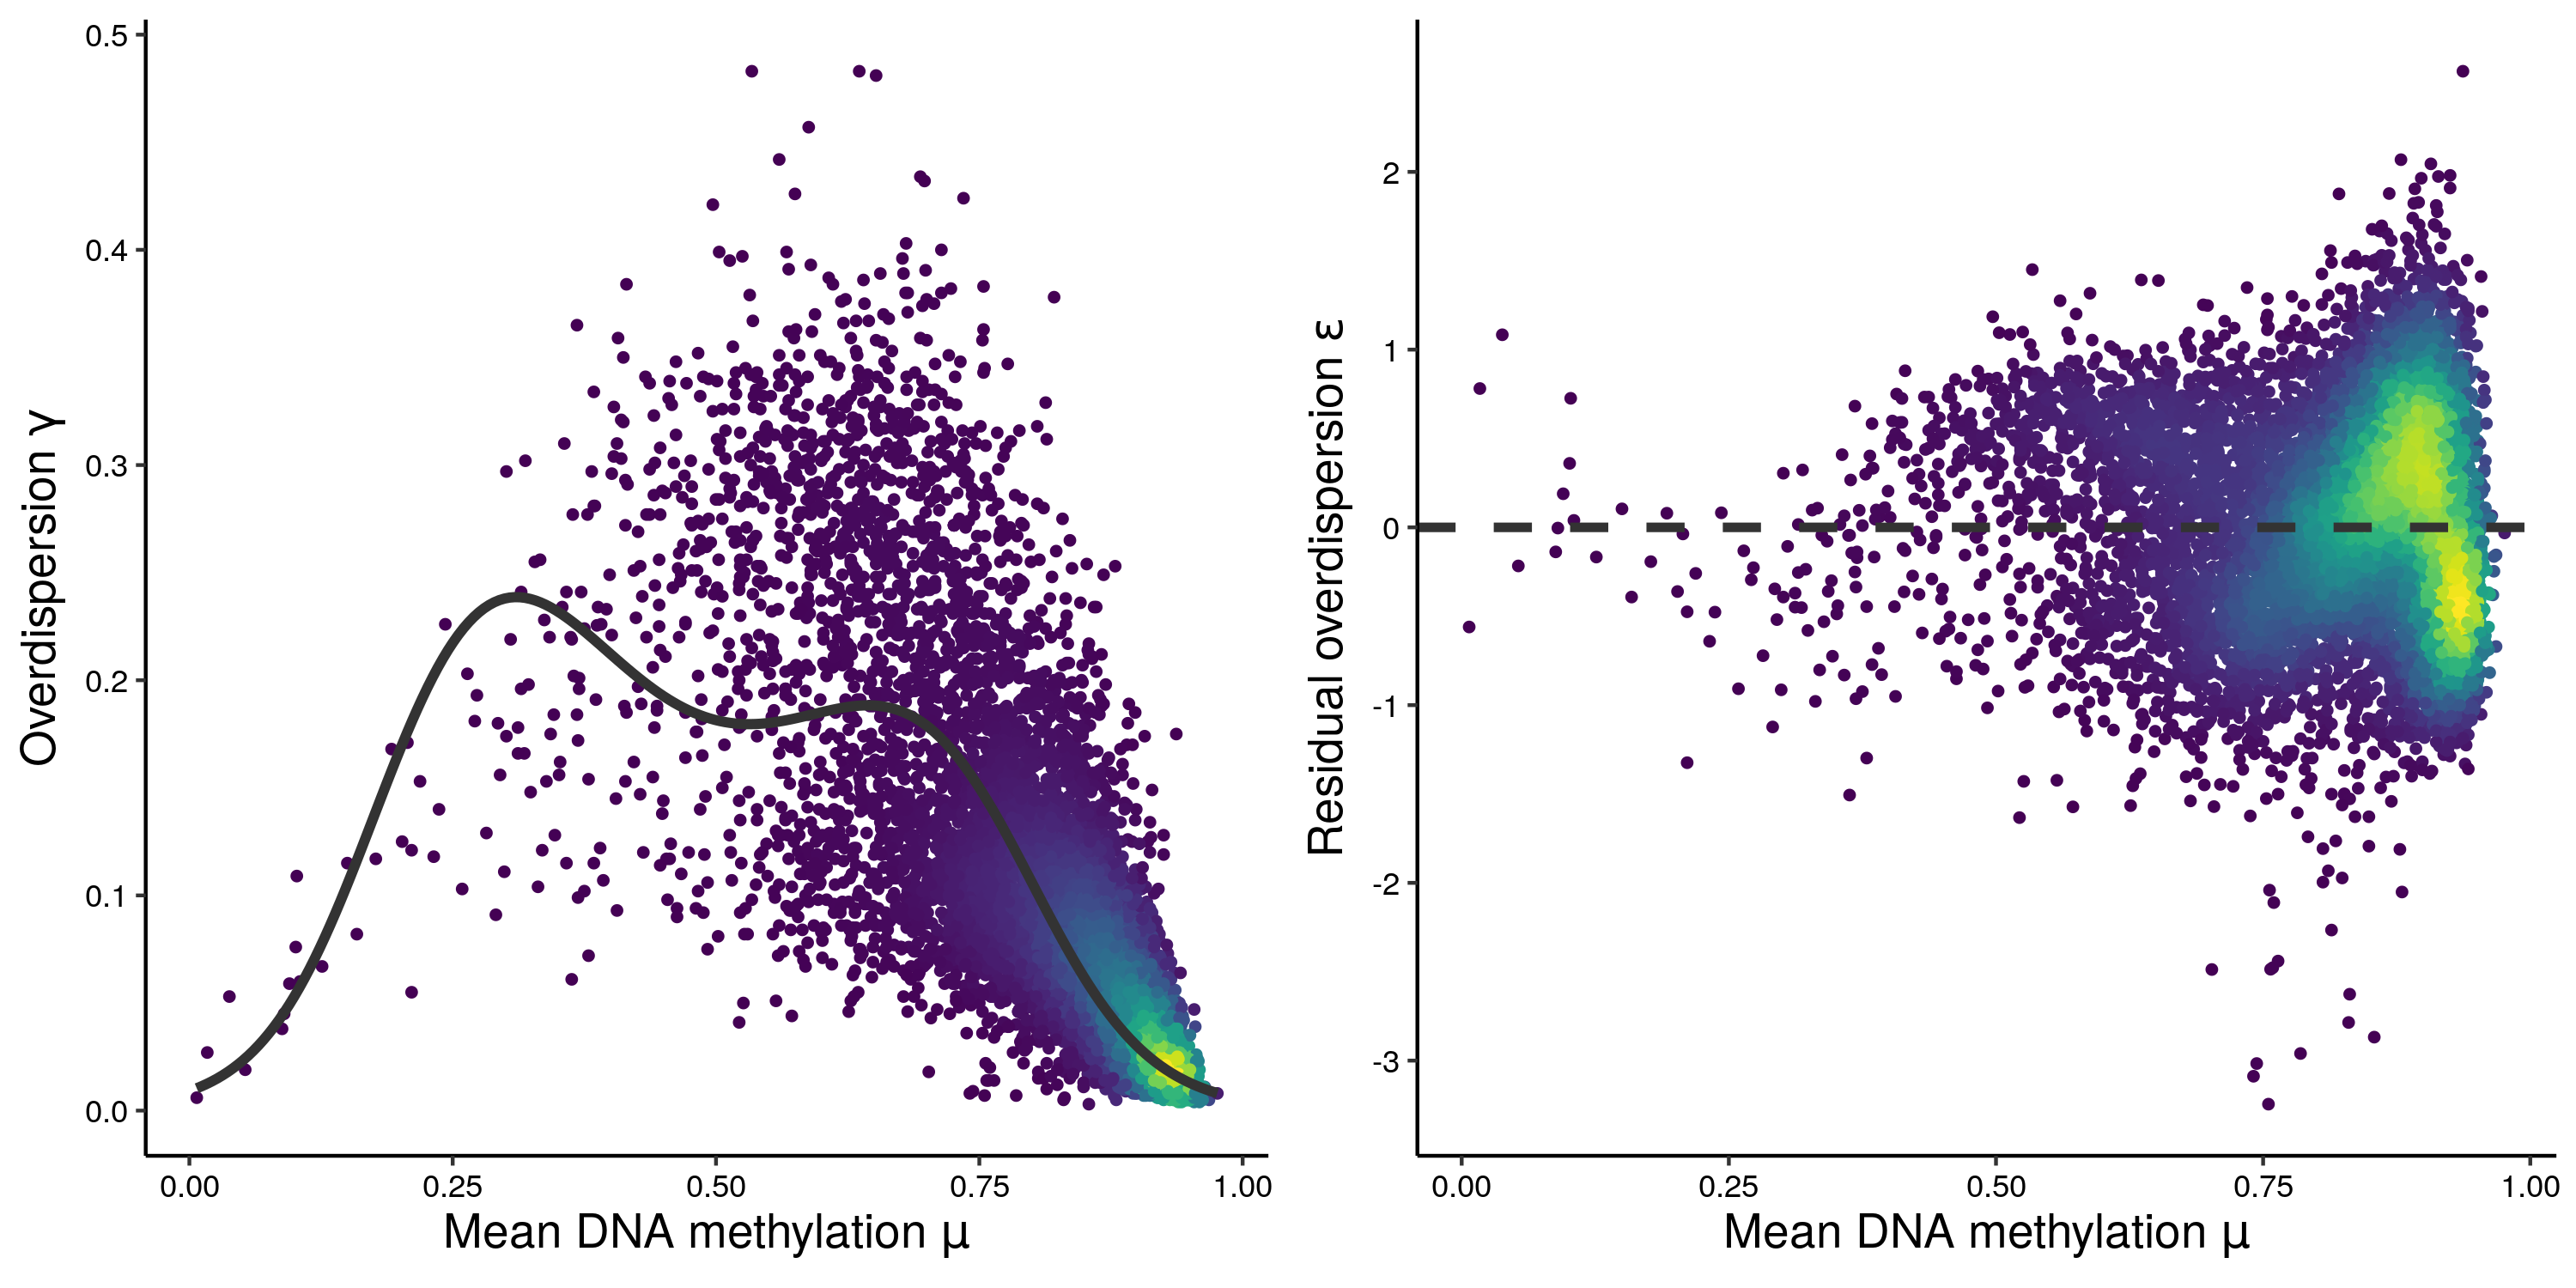 Overdispersion γ
0.5
0.4
0.3
0.2
0.1
0.0
0.00 0.25 0.50 0.75 1.00
Mean DNA methylation μ
Residual overdispersion ε
2
1
0
-1
-2
-3
0.00 0.25 0.50 0.75 1.00
Mean DNA methylation μ